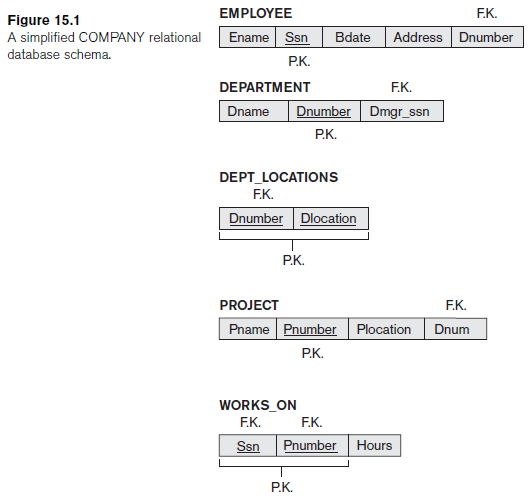 Figure 15.1
A simplified COMPANY relational
database schema.
EMPLOYEE F.K.
Ename Ssn Bdate Address Dnumber
P.K.
DEPARTMENT F.K.
Dname Dnumber Dmgr_ssn
P.K.
DEPT_LOCATIONS
F.K.
Dnumber Dlocation
P.K.
PROJECT F.K.
Pname Pnumber Plocation Dnum
P.K.
WORKS_ON
F.K. F.K.
Ssn Pnumber Hours
P.K.